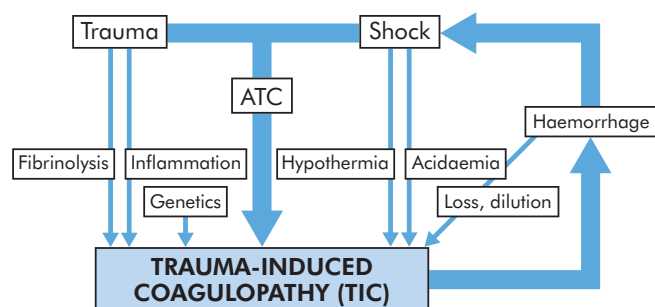 Trauma
Shock
ATC
Haemorrhage
Fibrinolysis
Inflammation
Hypothermia
Acidaemia
Genetics
Loss, dilution
TRAUMA-INDUCED
COAGULOPATHY (TIC)